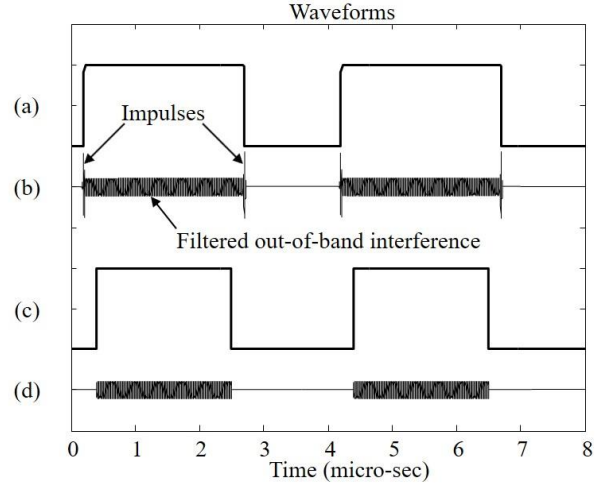 Waveforms
(a)
Impulses
(b)
Filtered out-of-band interference
(c)
(d)
0 1 2 3 4 5 6 7 8
Time (micro-sec)